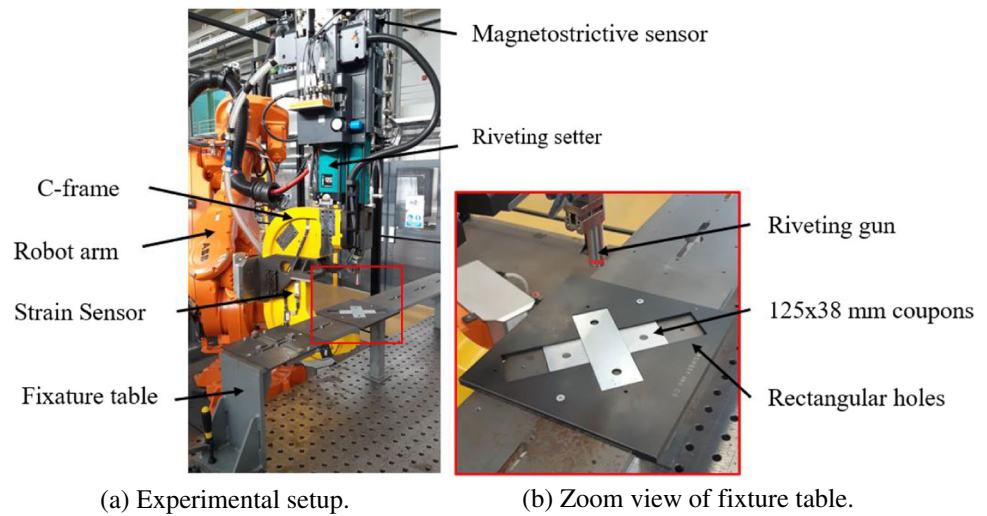 Magnetostrictive sensor
Riveting setter
C-frame
Robot arm
ABB
Strain Sensor
Fixature table
Riveting gun
125x38 mm coupons
Rectangular holes
(a) Experimental setup.
(b) Zoom view of fixture table.